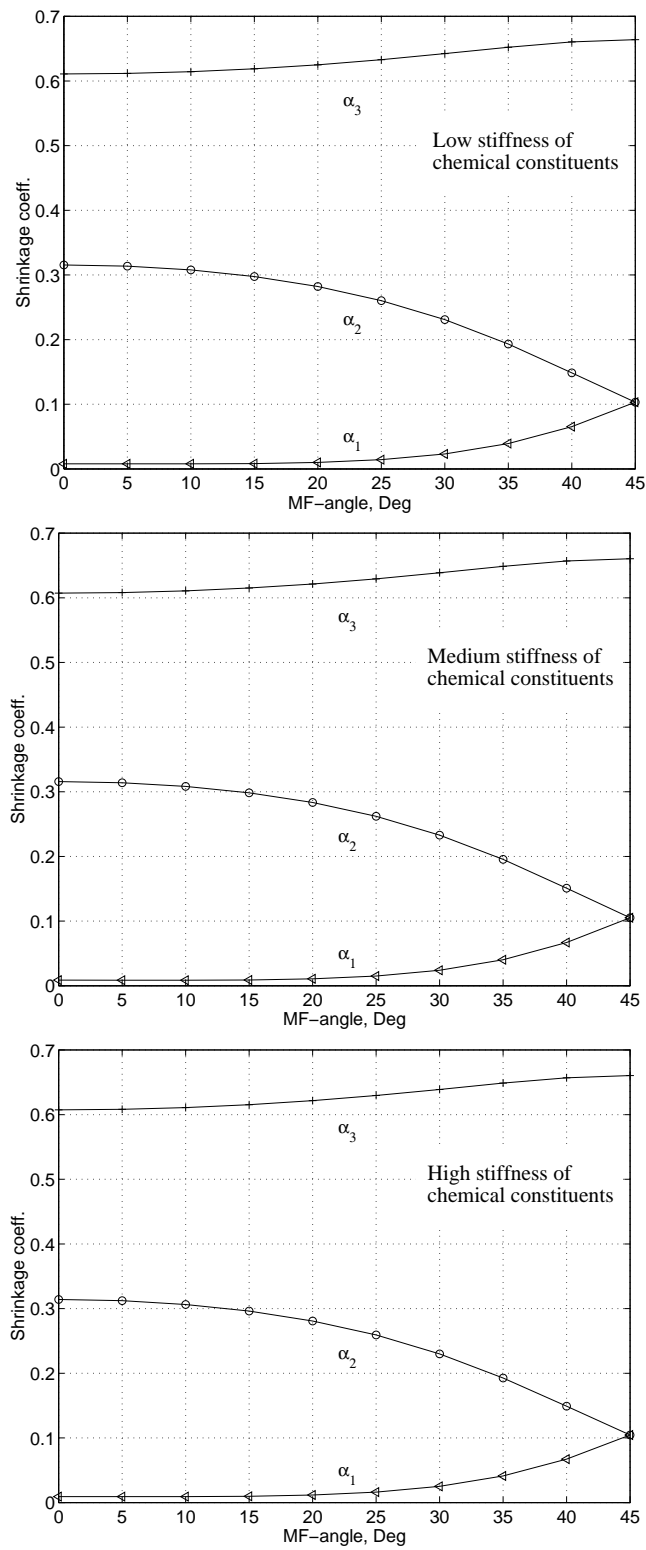 0.7
0.6
0.5
0.4
0.3
0.2
0.1
0
Shrinkage coeff.
α3
Low stiffness of
chemical constituents
α2
α1
0 5 10 15 20 25 30 35 40 45
MF−angle, Deg
0.7
0.6
0.5
0.4
0.3
0.2
0.1
0
Shrinkage coeff.
α3
Medium stiffness of
chemical constituents
α2
α1
0 5 10 15 20 25 30 35 40 45
MF−angle, Deg
0.7
0.6
0.5
0.4
0.3
0.2
0.1
0
Shrinkage coeff.
α3
High stiffness of
chemical constituents
α2
α1
0 5 10 15 20 25 30 35 40 45
MF−angle, Deg